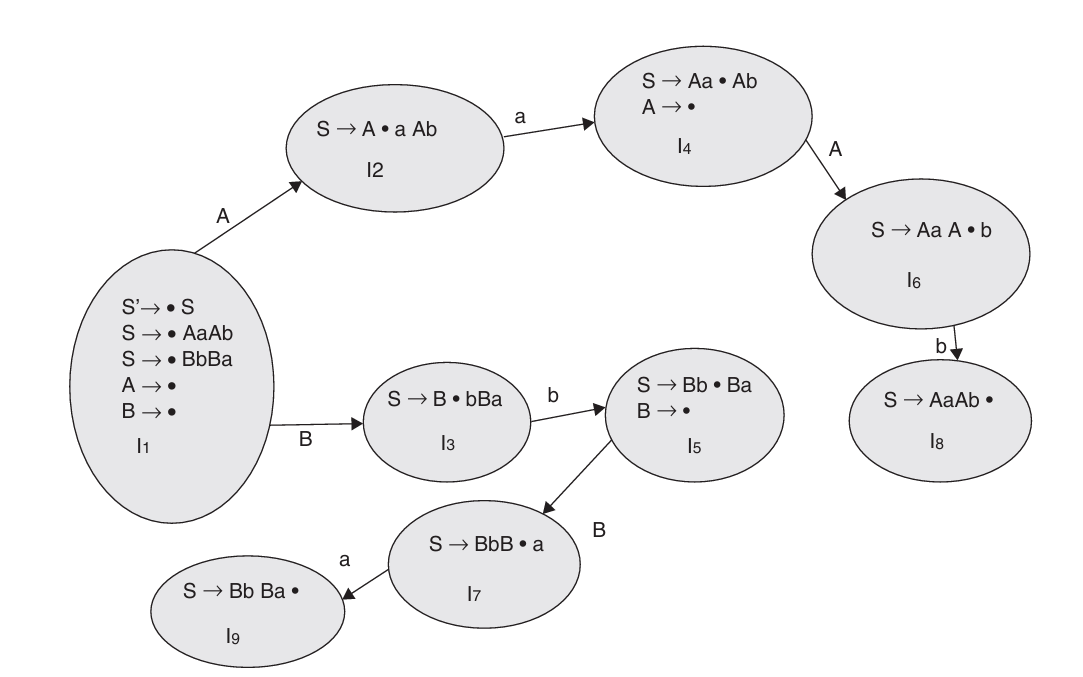 S → Aa • Ab
A → •
I4
a
S → A • a Ab
I2
A
A
S → Aa A • b
I6
S'→ • S
S → • AaAb
S → • BbBa
A → •
B → •
I1
b
S → AaAb •
I8
S → B • bBa
I3
b
S → Bb • Ba
B → •
I5
B
B
S → BbB • a
I7
a
S → Bb Ba •
I9